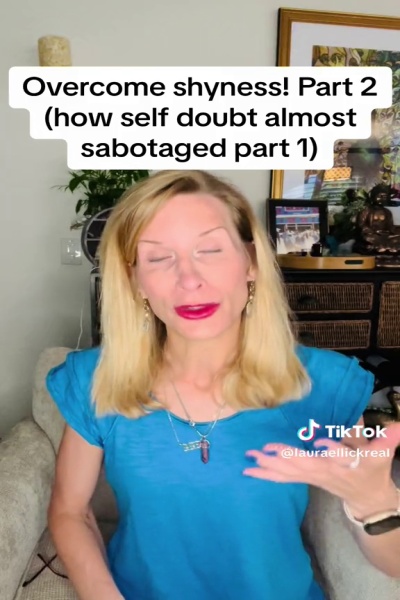 Overcome shyness! Part 2
(how self doubt almost
sabotaged part 1)
TikTok
@lauraellickreal